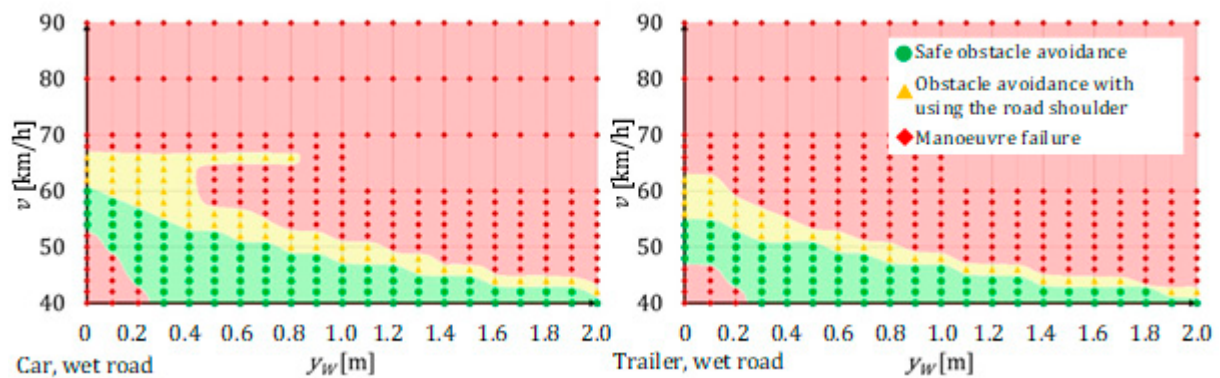 90
80
70
60
50
40
v [km/h]
0 0.2 0.4 0.6 0.8 1.0 1.2 1.4 1.6 1.8 2.0
Car, wet road
y_W [m]
90
80
70
60
50
40
v [km/h]
Safe obstacle avoidance
Obstacle avoidance with
using the road shoulder
Manoeuvre failure
0 0.2 0.4 0.6 0.8 1.0 1.2 1.4 1.6 1.8 2.0
Trailer, wet road
y_W [m]